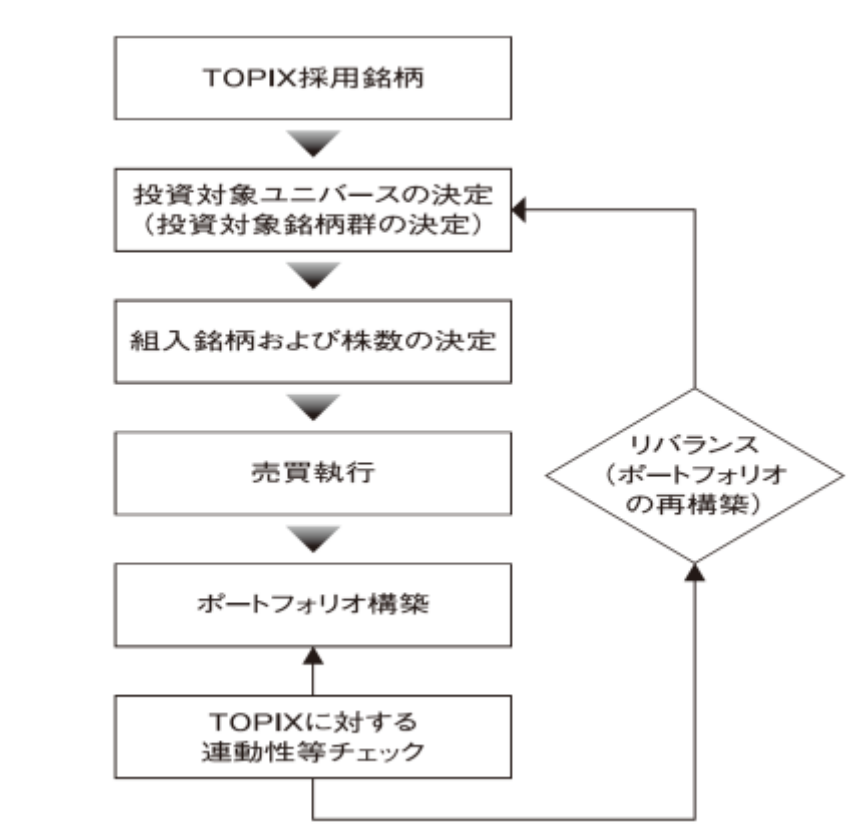 TOPIX採用銘柄
投資対象ユニバースの決定
（投資対象銘柄群の決定）
組入銘柄および株数の決定
リバランス
（ポートフォリオ
の再構築）
売買執行
ポートフォリオ構築
TOPIXに対する
連動性等チェック